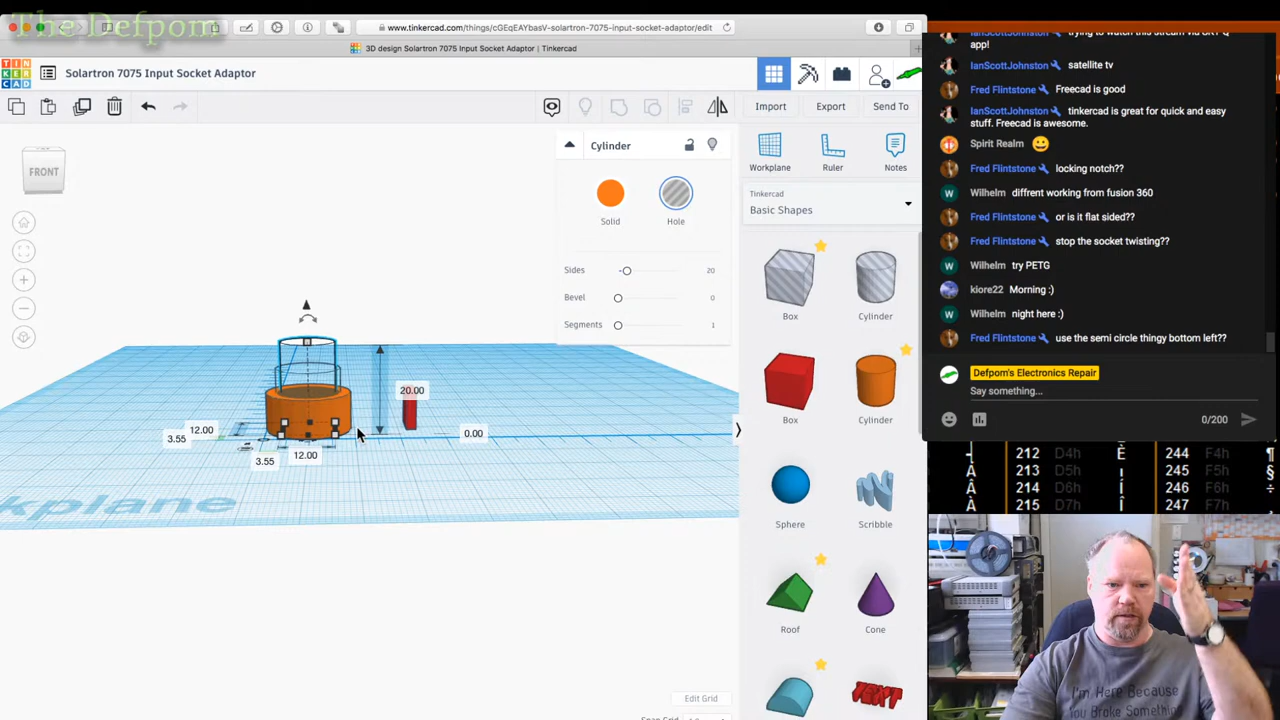 The Defpom
www.tinkercad.com/things/cGEqEAYbasV-solartron-7075-input-socket-adaptor/edit
3D design Solartron 7075 Input Socket Adaptor | Tinkercad
TIN
KER
CAD
Solartron 7075 Input Socket Adaptor
Import
Export
Send To
FRONT
Cylinder
Solid
Hole
Sides
20
Bevel
0
Segments
1
Workplane
Ruler
Notes
Tinkercad
Basic Shapes
Box
Cylinder
Box
Cylinder
Sphere
Scribble
Roof
Cone
TEXT
20.00
12.00
3.55
0.00
3.55
12.00
kplane
Edit Grid
Snap Grid
app!
IanScottJohnston satellite tv
Fred Flintstone Freecad is good
IanScottJohnston tinkercad is great for quick and easy
stuff. Freecad is awesome.
Spirit Realm
Fred Flintstone locking notch??
W Wilhelm diffrent working from fusion 360
Fred Flintstone or is it flat sided??
Fred Flintstone stop the socket twisting??
W Wilhelm try PETG
kiore22 Morning :)
W Wilhelm night here :)
Fred Flintstone use the semi circle thingy bottom left??
Defpom's Electronics Repair
Say something...
0/200
212 D4h È 244 F4h ¶
213 D5h ı 245 F5h §
214 D6h Í 246 F6h ÷
215 D7h Î 247 F7h
I'm Here Because
You Broke Something